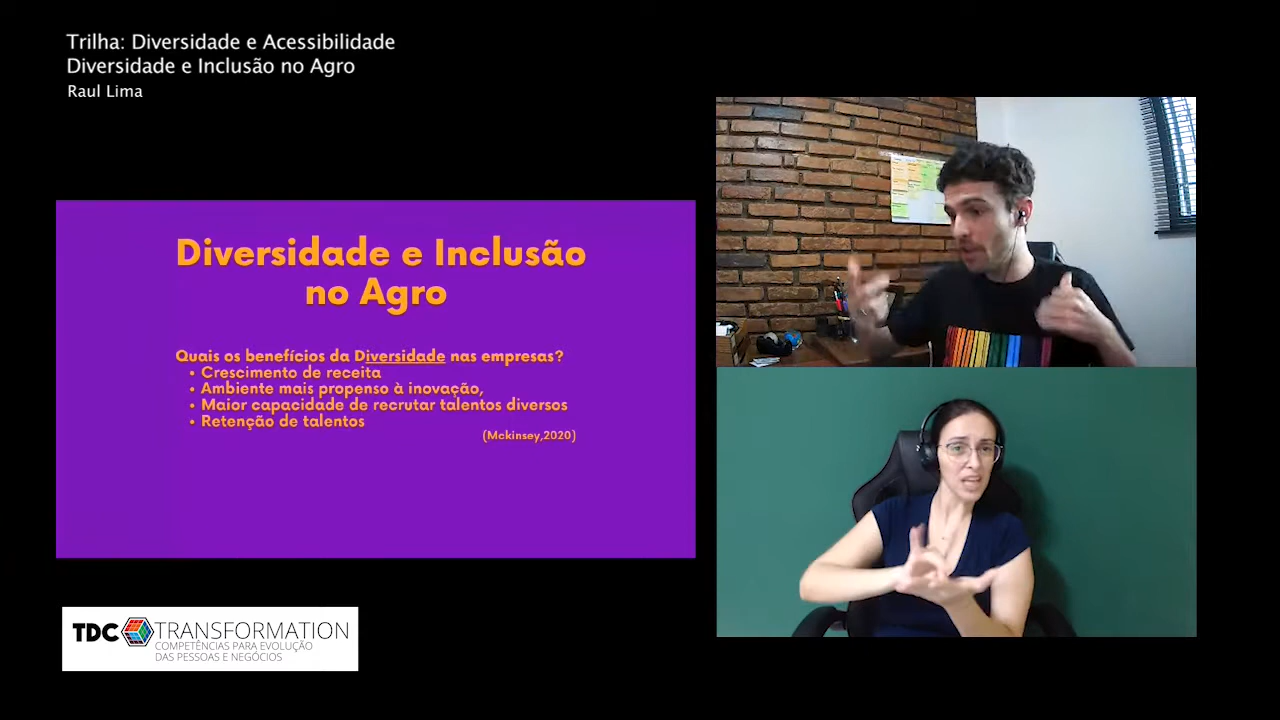 Trilha: Diversidade e Acessibilidade
Diversidade e Inclusão no Agro
Raul Lima
Diversidade e Inclusão
no Agro
Quais os benefícios da Diversidade nas empresas?
• Crescimento de receita
• Ambiente mais propenso à inovação,
• Maior capacidade de recrutar talentos diversos
• Retenção de talentos
(Mckinsey,2020)
TDC TRANSFORMATION
COMPETÊNCIAS PARA EVOLUÇÃO
DAS PESSOAS E NEGÓCIOS